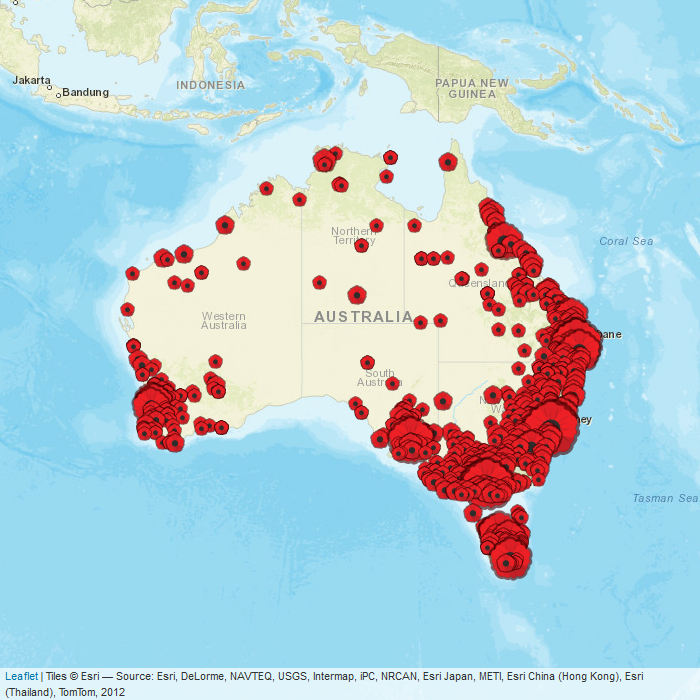 Jakarta
Bandung
INDONESIA
PAPUA NEW
GUINEA
Coral Sea
Northern
Territory
Queensland
Western
Australia
AUSTRALIA
ane
South
Australia
N
W
ney
Tasman Sea
Leaflet | Tiles © Esri — Source: Esri, DeLorme, NAVTEQ, USGS, Intermap, iPC, NRCAN, Esri Japan, METI, Esri China (Hong Kong), Esri
(Thailand), TomTom, 2012